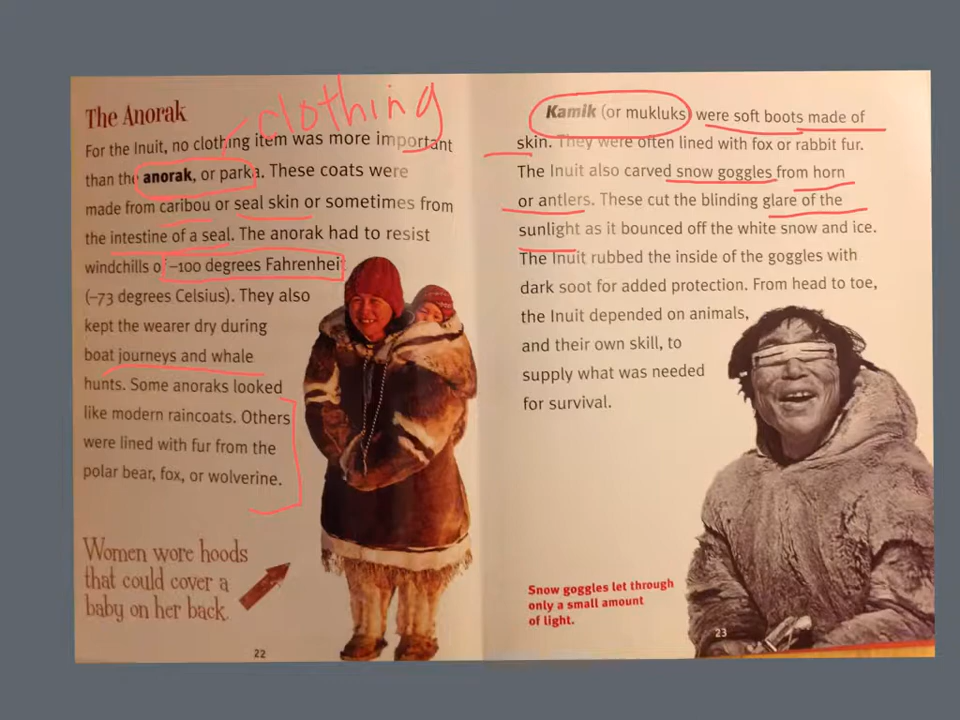 The Anorak
clothing
For the Inuit, no clothing item was more important
than the anorak, or parka. These coats were
made from caribou or seal skin or sometimes from
the intestine of a seal. The anorak had to resist
windchills of –100 degrees Fahrenheit
(–73 degrees Celsius). They also
kept the wearer dry during
boat journeys and whale
hunts. Some anoraks looked
like modern raincoats. Others
were lined with fur from the
polar bear, fox, or wolverine.
Women wore hoods
that could cover a
baby on her back.
22
Kamik (or mukluks) were soft boots made of
skin. They were often lined with fox or rabbit fur.
The Inuit also carved snow goggles from horn
or antlers. These cut the blinding glare of the
sunlight as it bounced off the white snow and ice.
The Inuit rubbed the inside of the goggles with
dark soot for added protection. From head to toe,
the Inuit depended on animals,
and their own skill, to
supply what was needed
for survival.
Snow goggles let through
only a small amount
of light.
23